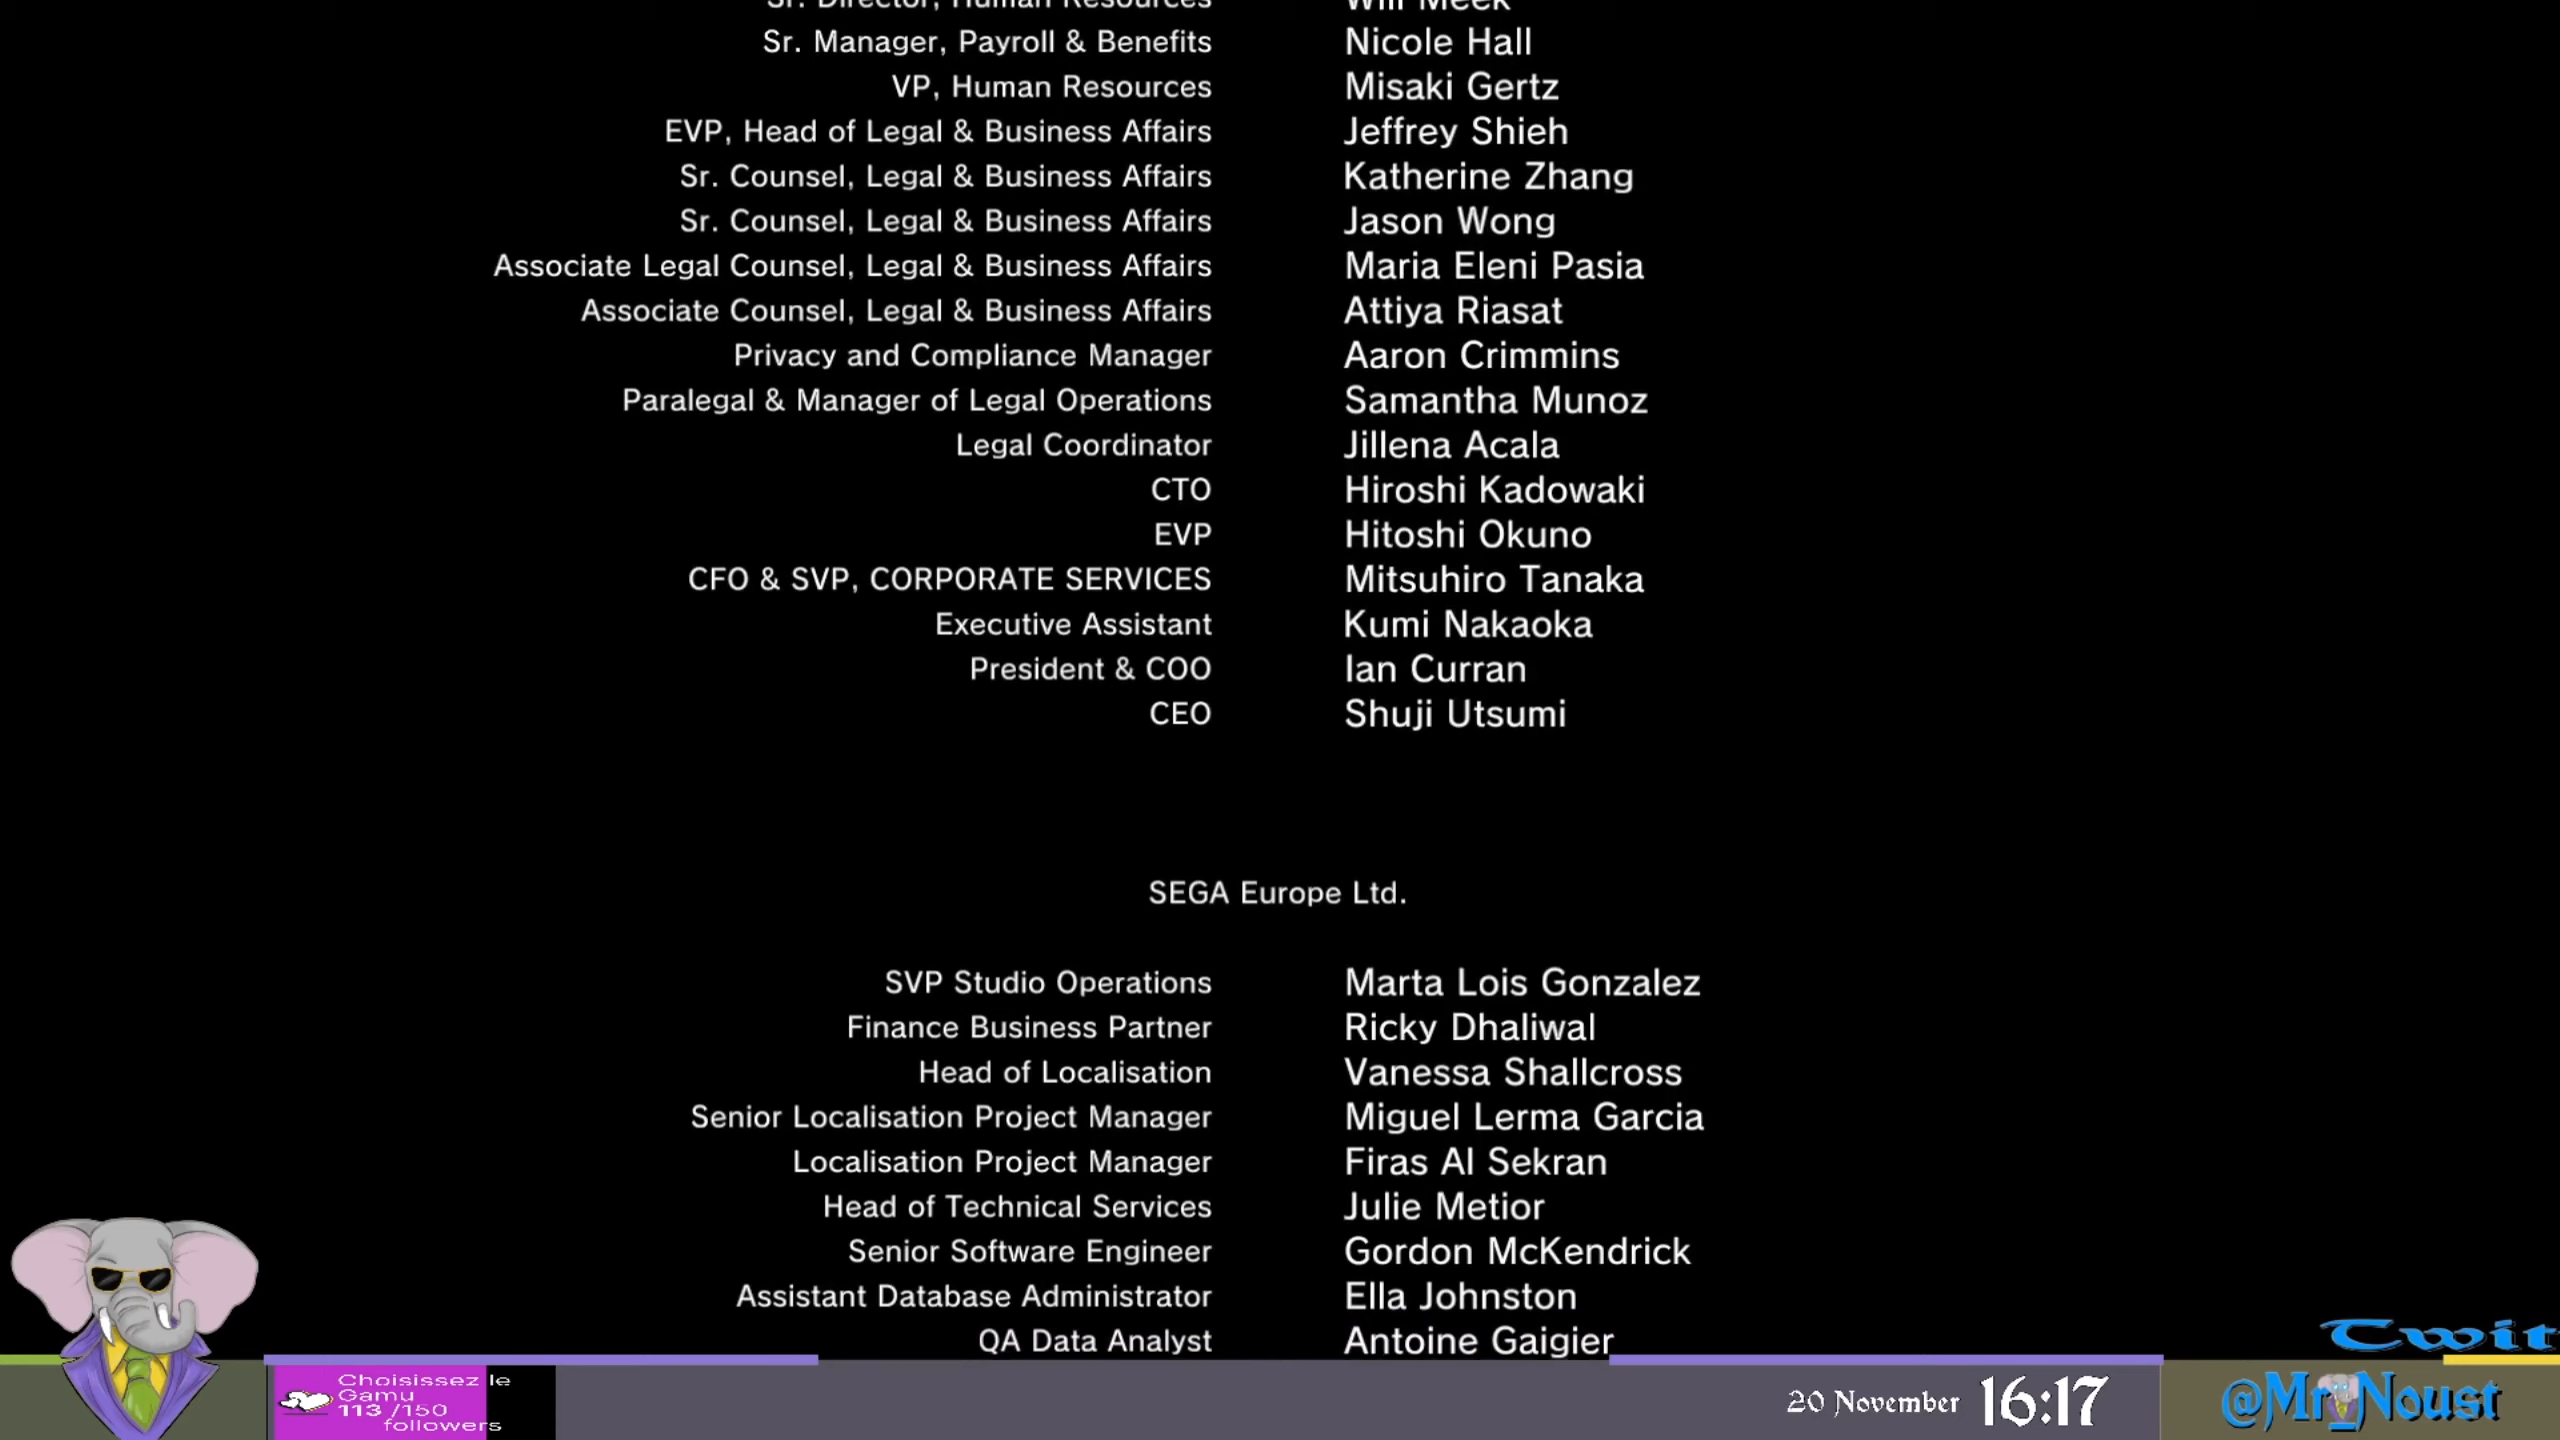 Sr. Director, Human Resources Will Meek
Sr. Manager, Payroll & Benefits Nicole Hall
VP, Human Resources Misaki Gertz
EVP, Head of Legal & Business Affairs Jeffrey Shieh
Sr. Counsel, Legal & Business Affairs Katherine Zhang
Sr. Counsel, Legal & Business Affairs Jason Wong
Associate Legal Counsel, Legal & Business Affairs Maria Eleni Pasia
Associate Counsel, Legal & Business Affairs Attiya Riasat
Privacy and Compliance Manager Aaron Crimmins
Paralegal & Manager of Legal Operations Samantha Munoz
Legal Coordinator Jillena Acala
CTO Hiroshi Kadowaki
EVP Hitoshi Okuno
CFO & SVP, CORPORATE SERVICES Mitsuhiro Tanaka
Executive Assistant Kumi Nakaoka
President & COO Ian Curran
CEO Shuji Utsumi
SEGA Europe Ltd.
SVP Studio Operations Marta Lois Gonzalez
Finance Business Partner Ricky Dhaliwal
Head of Localisation Vanessa Shallcross
Senior Localisation Project Manager Miguel Lerma Garcia
Localisation Project Manager Firas Al Sekran
Head of Technical Services Julie Metior
Senior Software Engineer Gordon McKendrick
Assistant Database Administrator Ella Johnston
QA Data Analyst Antoine Gaigier
Twit
Choisissez le
Gamu
113 /150
followers
20 November 16:17
@Mr_Noust